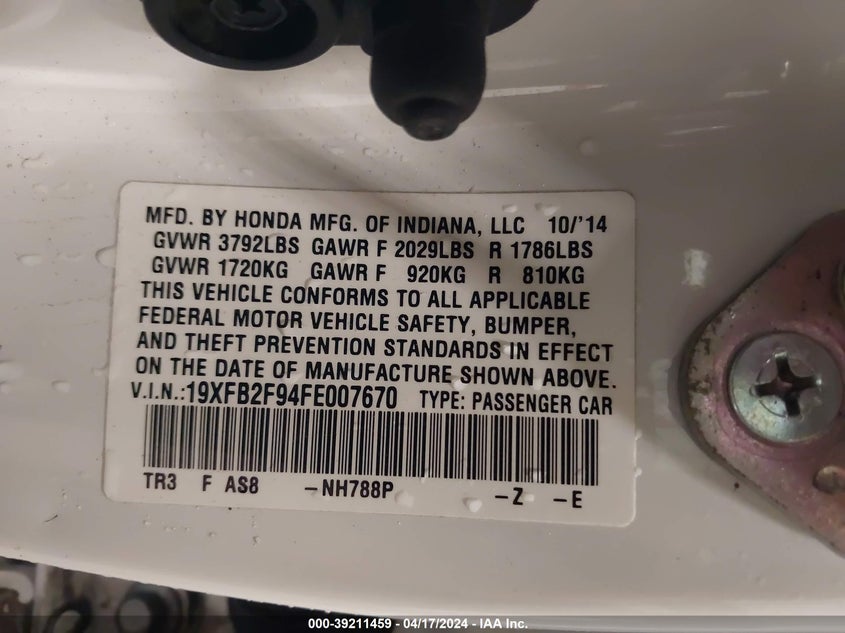 MFD. BY HONDA MFG. OF INDIANA, LLC 10/'14
GVWR 3792LBS GAWR F 2029LBS R 1786LBS
GVWR 1720KG GAWR F 920KG R 810KG
THIS VEHICLE CONFORMS TO ALL APPLICABLE
FEDERAL MOTOR VEHICLE SAFETY, BUMPER,
AND THEFT PREVENTION STANDARDS IN EFFECT
ON THE DATE OF MANUFACTURE SHOWN ABOVE.
V.I.N.:19XFB2F94FE007670 TYPE: PASSENGER CAR
TR3 F AS8 –NH788P –Z –E
000-39211459 - 04/17/2024 - IAA Inc.